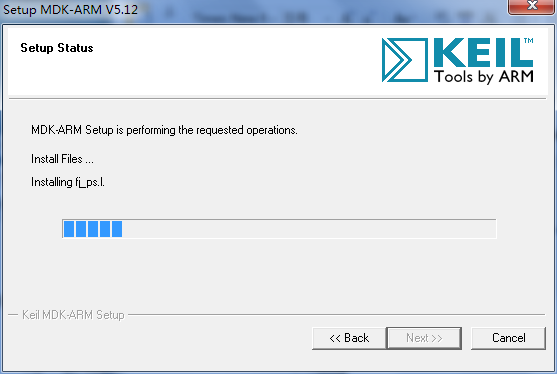 Setup MDK-ARM V5.12
Setup Status
KEIL™
Tools by ARM
MDK-ARM Setup is performing the requested operations.
Install Files ...
Installing fj_ps.l.
Keil MDK-ARM Setup
<< Back
Next >>
Cancel